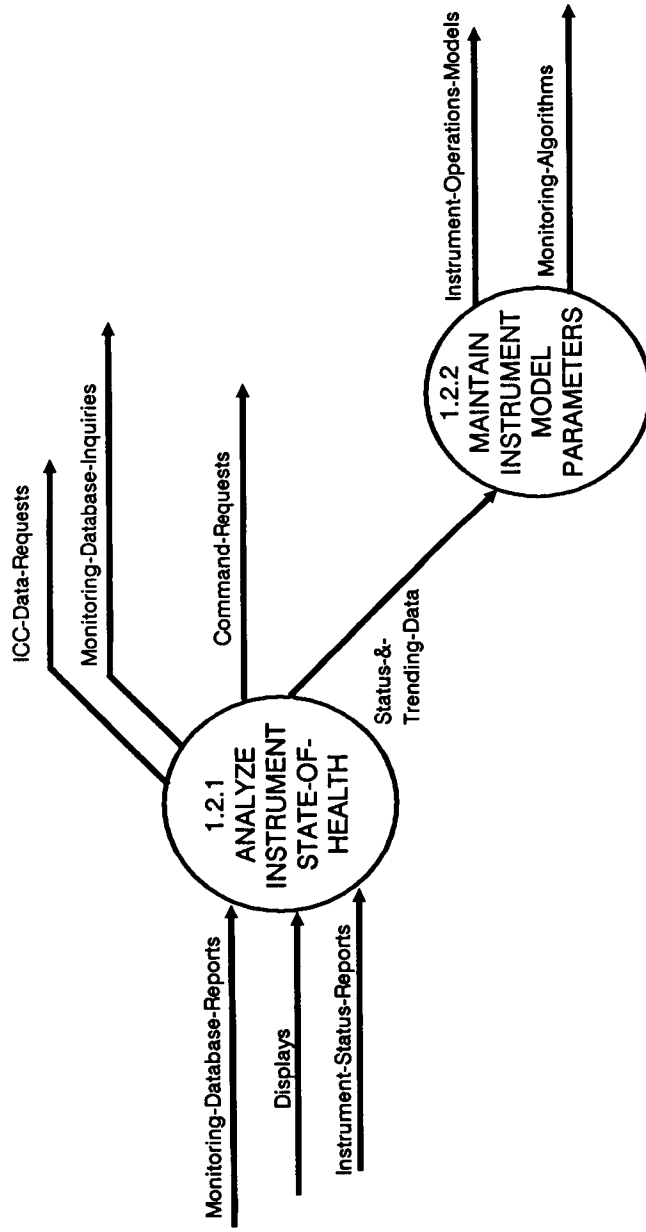 ICC-Data-Requests
Monitoring-Database-Inquiries
Command-Requests
Monitoring-Database-Reports
Displays
Instrument-Status-Reports
1.2.1
ANALYZE
INSTRUMENT
STATE-OF-
HEALTH
Status-&-
Trending-Data
1.2.2
MAINTAIN
INSTRUMENT
MODEL
PARAMETERS
Instrument-Operations-Models
Monitoring-Algorithms